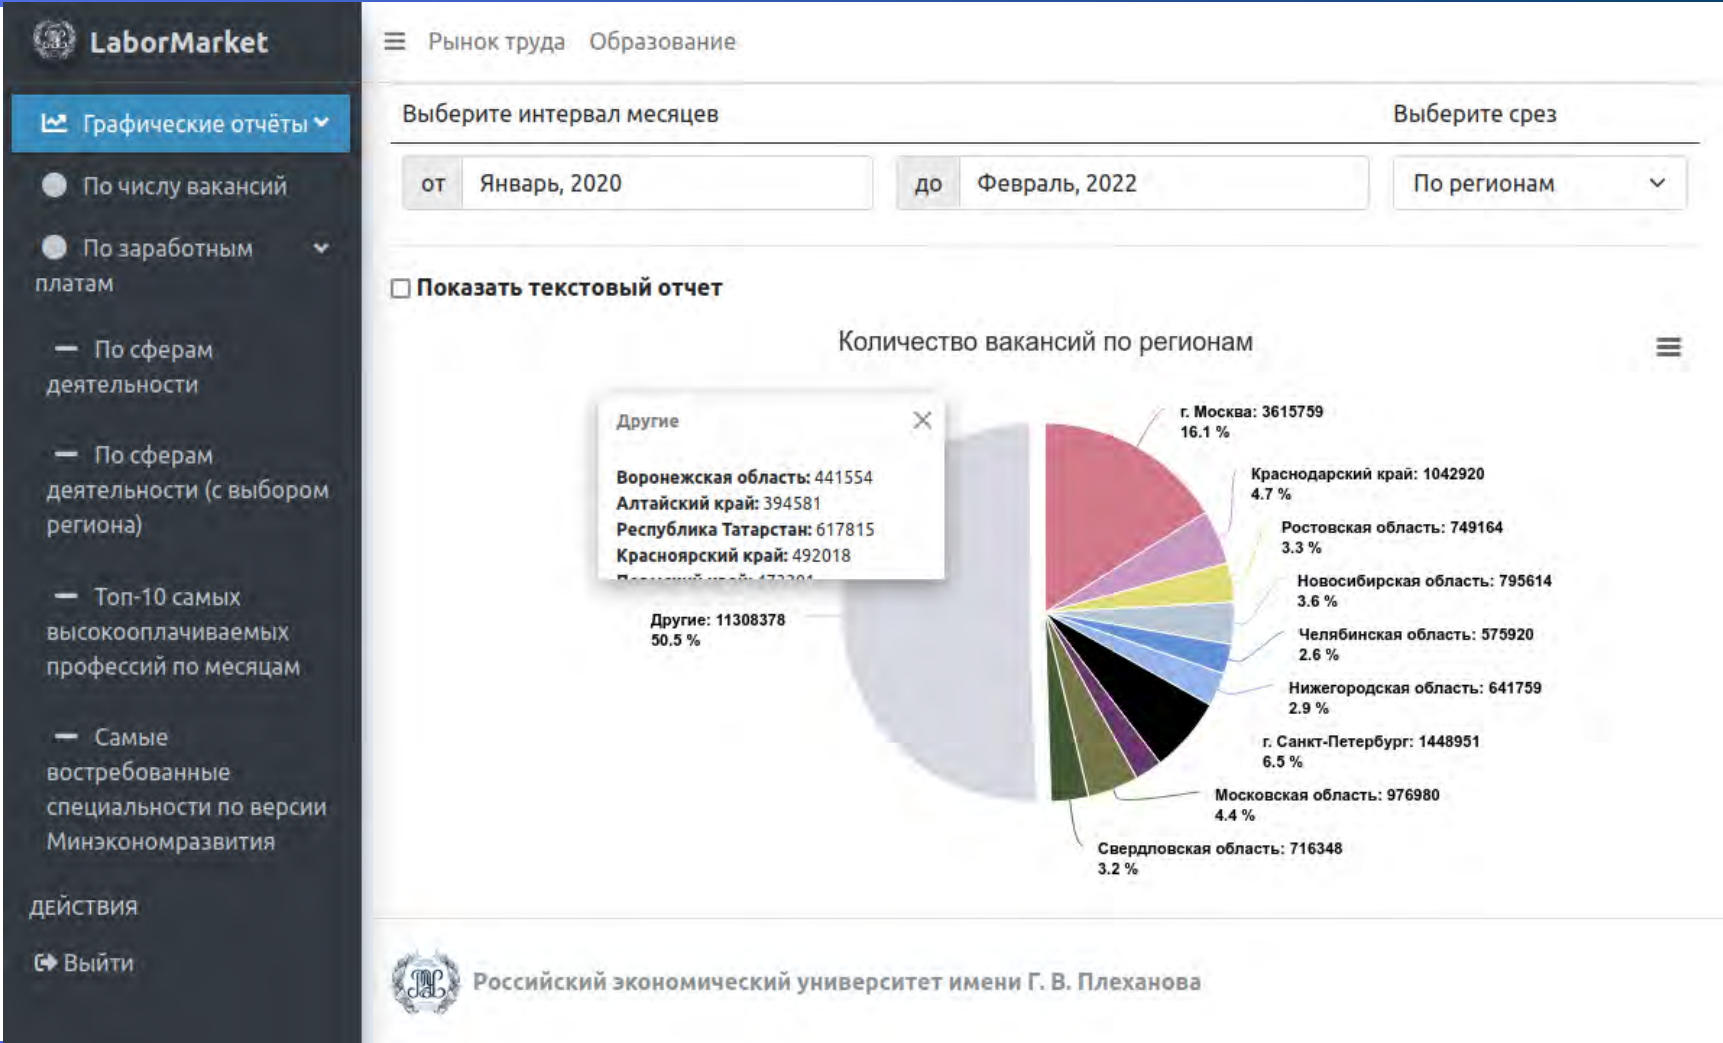 LaborMarket
Графические отчёты
По числу вакансий
По заработным
платам
По сферам
деятельности
По сферам
деятельности (с выбором
региона)
Топ-10 самых
высокооплачиваемых
профессий по месяцам
Самые
востребованные
специальности по версии
Минэкономразвития
ДЕЙСТВИЯ
Выйти
Рынок труда Образование
Выберите интервал месяцев
Выберите срез
от Январь, 2020
до Февраль, 2022
По регионам
Показать текстовый отчет
Количество вакансий по регионам
Другие
Воронежская область: 441554
Алтайский край: 394581
Республика Татарстан: 617815
Красноярский край: 492018
Другие: 11308378
50.5 %
г. Москва: 3615759
16.1 %
Краснодарский край: 1042920
4.7 %
Ростовская область: 749164
3.3 %
Новосибирская область: 795614
3.6 %
Челябинская область: 575920
2.6 %
Нижегородская область: 641759
2.9 %
г. Санкт-Петербург: 1448951
6.5 %
Московская область: 976980
4.4 %
Свердловская область: 716348
3.2 %
Российский экономический университет имени Г. В. Плеханова